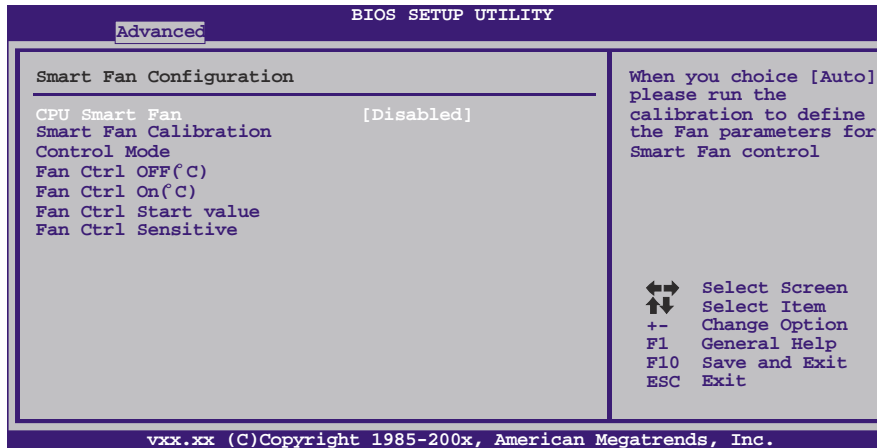 BIOS SETUP UTILITY
Advanced
Smart Fan Configuration
CPU Smart Fan [Disabled]
Smart Fan Calibration
Control Mode
Fan Ctrl OFF(°C)
Fan Ctrl On(°C)
Fan Ctrl Start value
Fan Ctrl Sensitive
When you choice [Auto]
please run the
calibration to define
the Fan parameters for
Smart Fan control
Select Screen
Select Item
+- Change Option
F1 General Help
F10 Save and Exit
ESC Exit
vxx.xx (C)Copyright 1985-200x, American Megatrends, Inc.